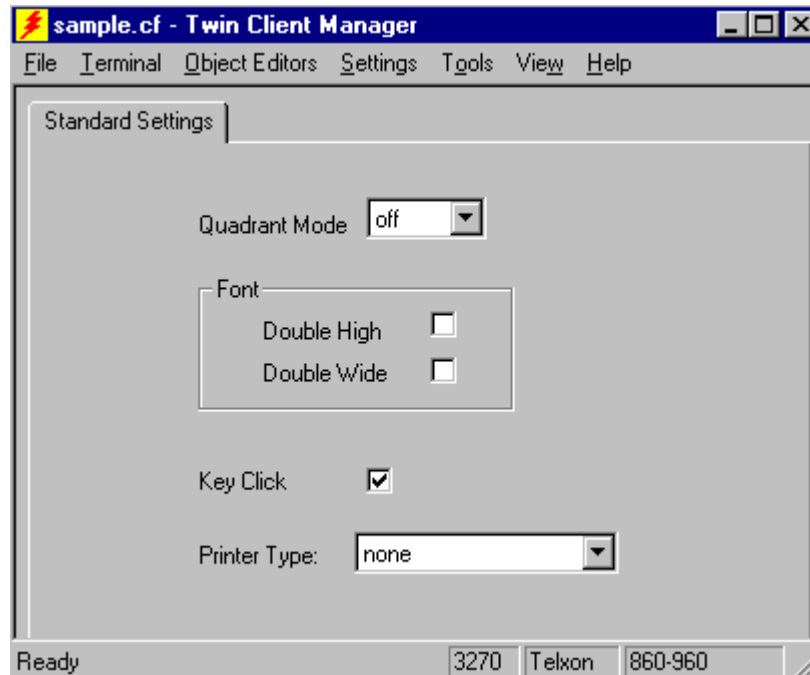 sample.cf - Twin Client Manager
File Terminal Object Editors Settings Tools View Help
Standard Settings
Quadrant Mode off
Font
Double High
Double Wide
Key Click
Printer Type: none
Ready 3270 Telxon 860-960